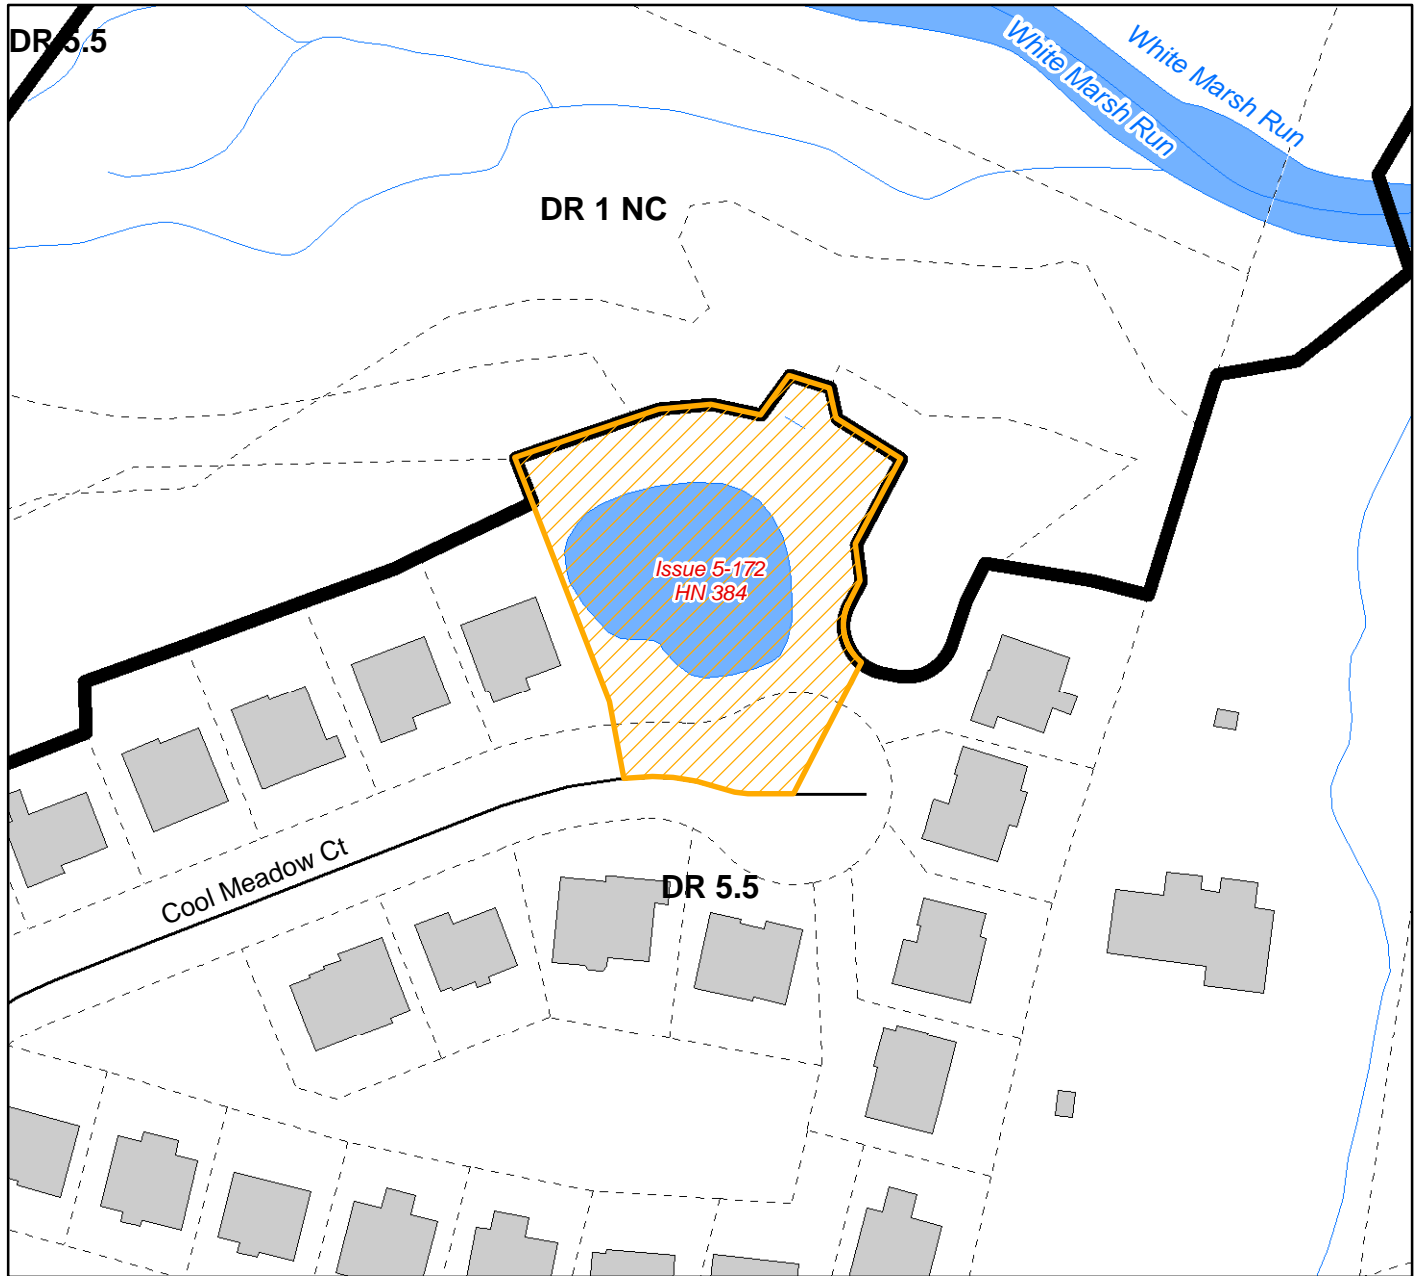 DR 5.5
White Marsh Run
White Marsh Run
DR 1 NC
Issue 5-172
HN 384
Cool Meadow Ct
DR 5.5